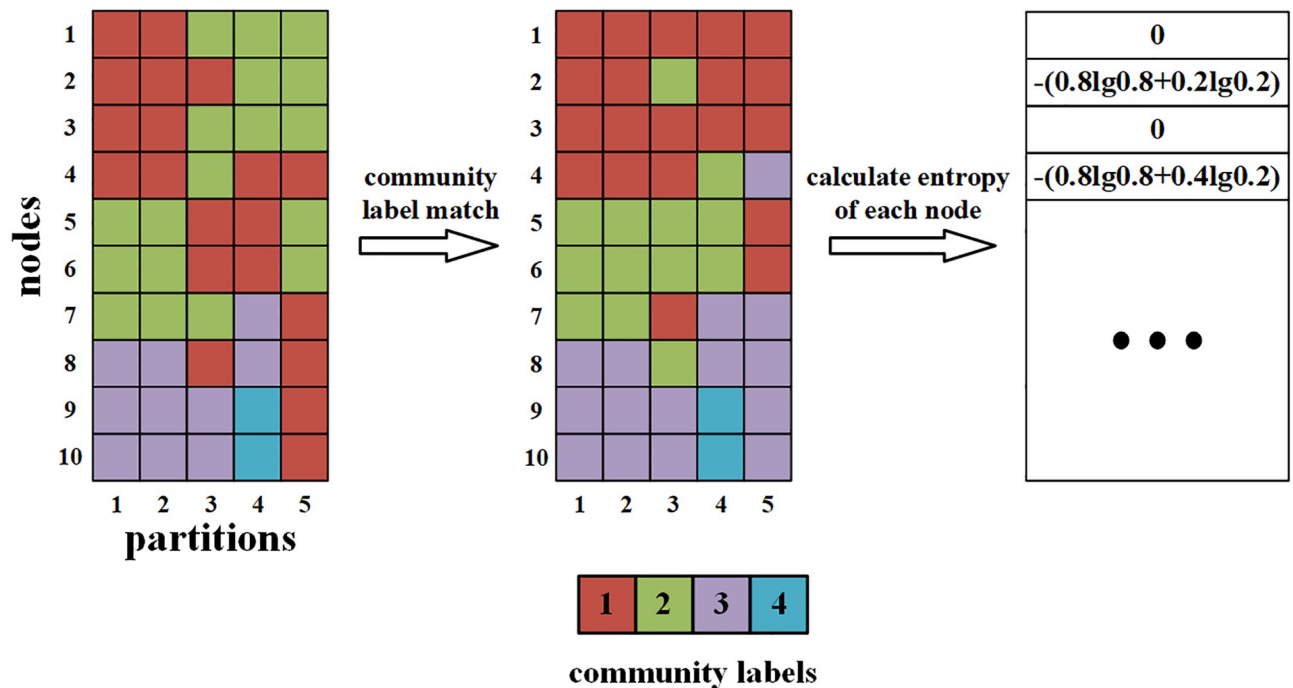 1
2
3
4
5
6
7
8
9
10
nodes
1 2 3 4 5
partitions
community
label match
1
2
3
4
5
6
7
8
9
10
1 2 3 4 5
calculate entropy
of each node
0
-(0.8lg0.8+0.2lg0.2)
0
-(0.8lg0.8+0.4lg0.2)
1 2 3 4
community labels